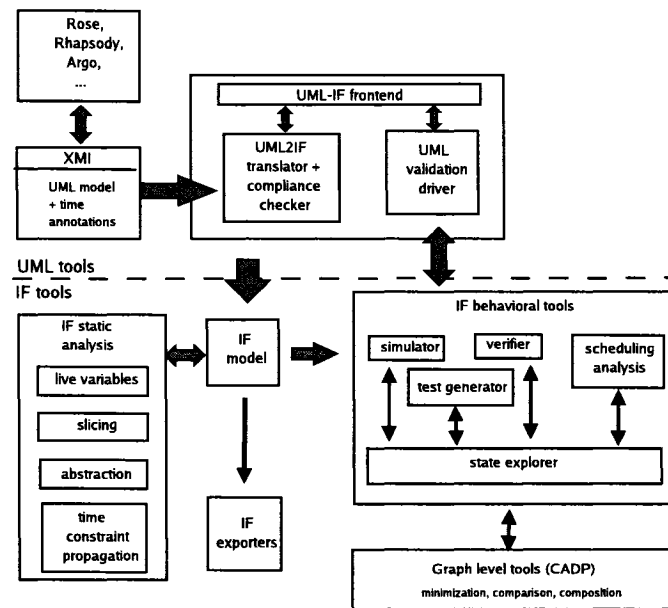 Rose,
Rhapsody,
Argo,
...
XMI
UML model
+ time
annotations
UML-IF frontend
UML2IF
translator +
compliance
checker
UML
validation
driver
UML tools
IF tools
IF static
analysis
live variables
slicing
abstraction
time
constraint
propagation
IF
model
IF
exporters
IF behavioral tools
simulator
verifier
test generator
scheduling
analysis
state explorer
Graph level tools (CADP)
minimization, comparison, composition